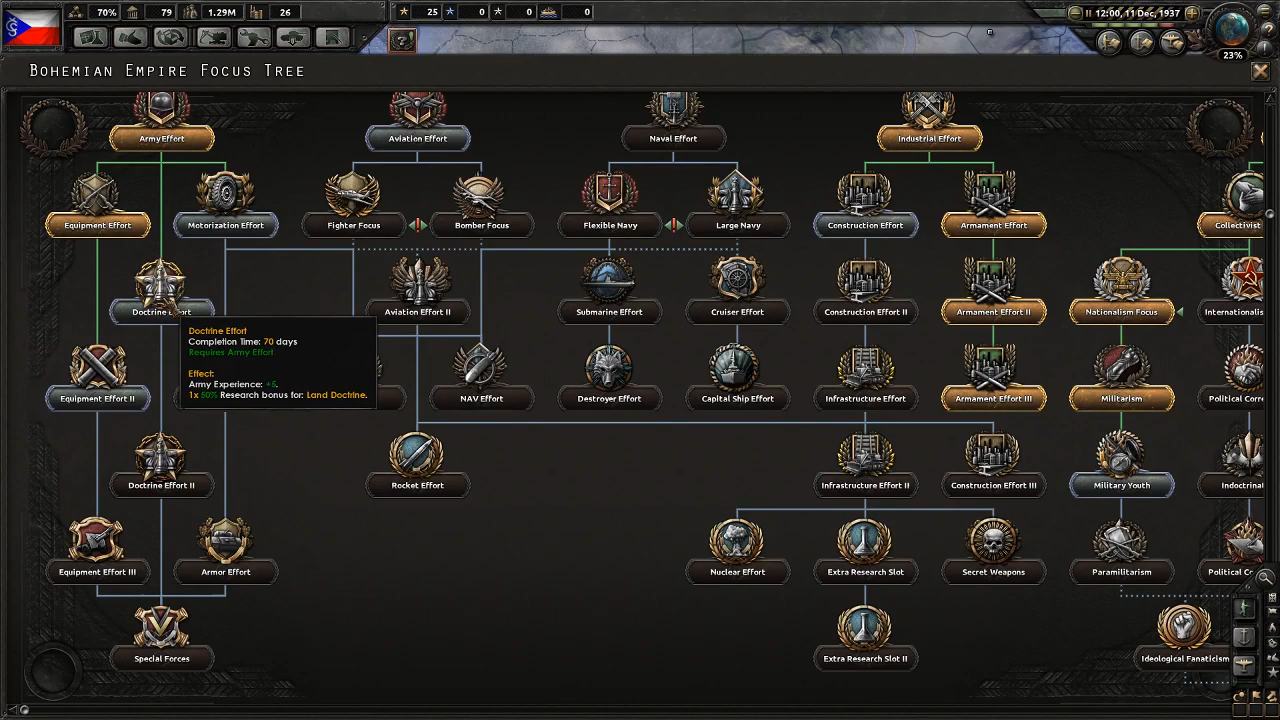 70% 79 1.29M 26 25 0 0 0 12:00, 11 Dec, 1937
23%
Bohemian Empire Focus Tree
Army Effort Aviation Effort Naval Effort Industrial Effort
Equipment Effort Motorization Effort Fighter Focus Bomber Focus Flexible Navy Large Navy Construction Effort Armament Effort Collectivist
Doctrine Effort Aviation Effort II Submarine Effort Cruiser Effort Construction Effort II Armament Effort II Nationalism Focus Internationalis
Doctrine Effort
Completion Time: 70 days
Requires Army Effort
Effect:
Army Experience: +5.
1x 50% Research bonus for: Land Doctrine.
Equipment Effort II NAV Effort Destroyer Effort Capital Ship Effort Infrastructure Effort Armament Effort III Militarism Political Corre
Doctrine Effort II Rocket Effort Infrastructure Effort II Construction Effort III Military Youth Indoctrinat
Equipment Effort III Armor Effort Nuclear Effort Extra Research Slot Secret Weapons Paramilitarism Political Co
Special Forces Extra Research Slot II Ideological Fanaticism